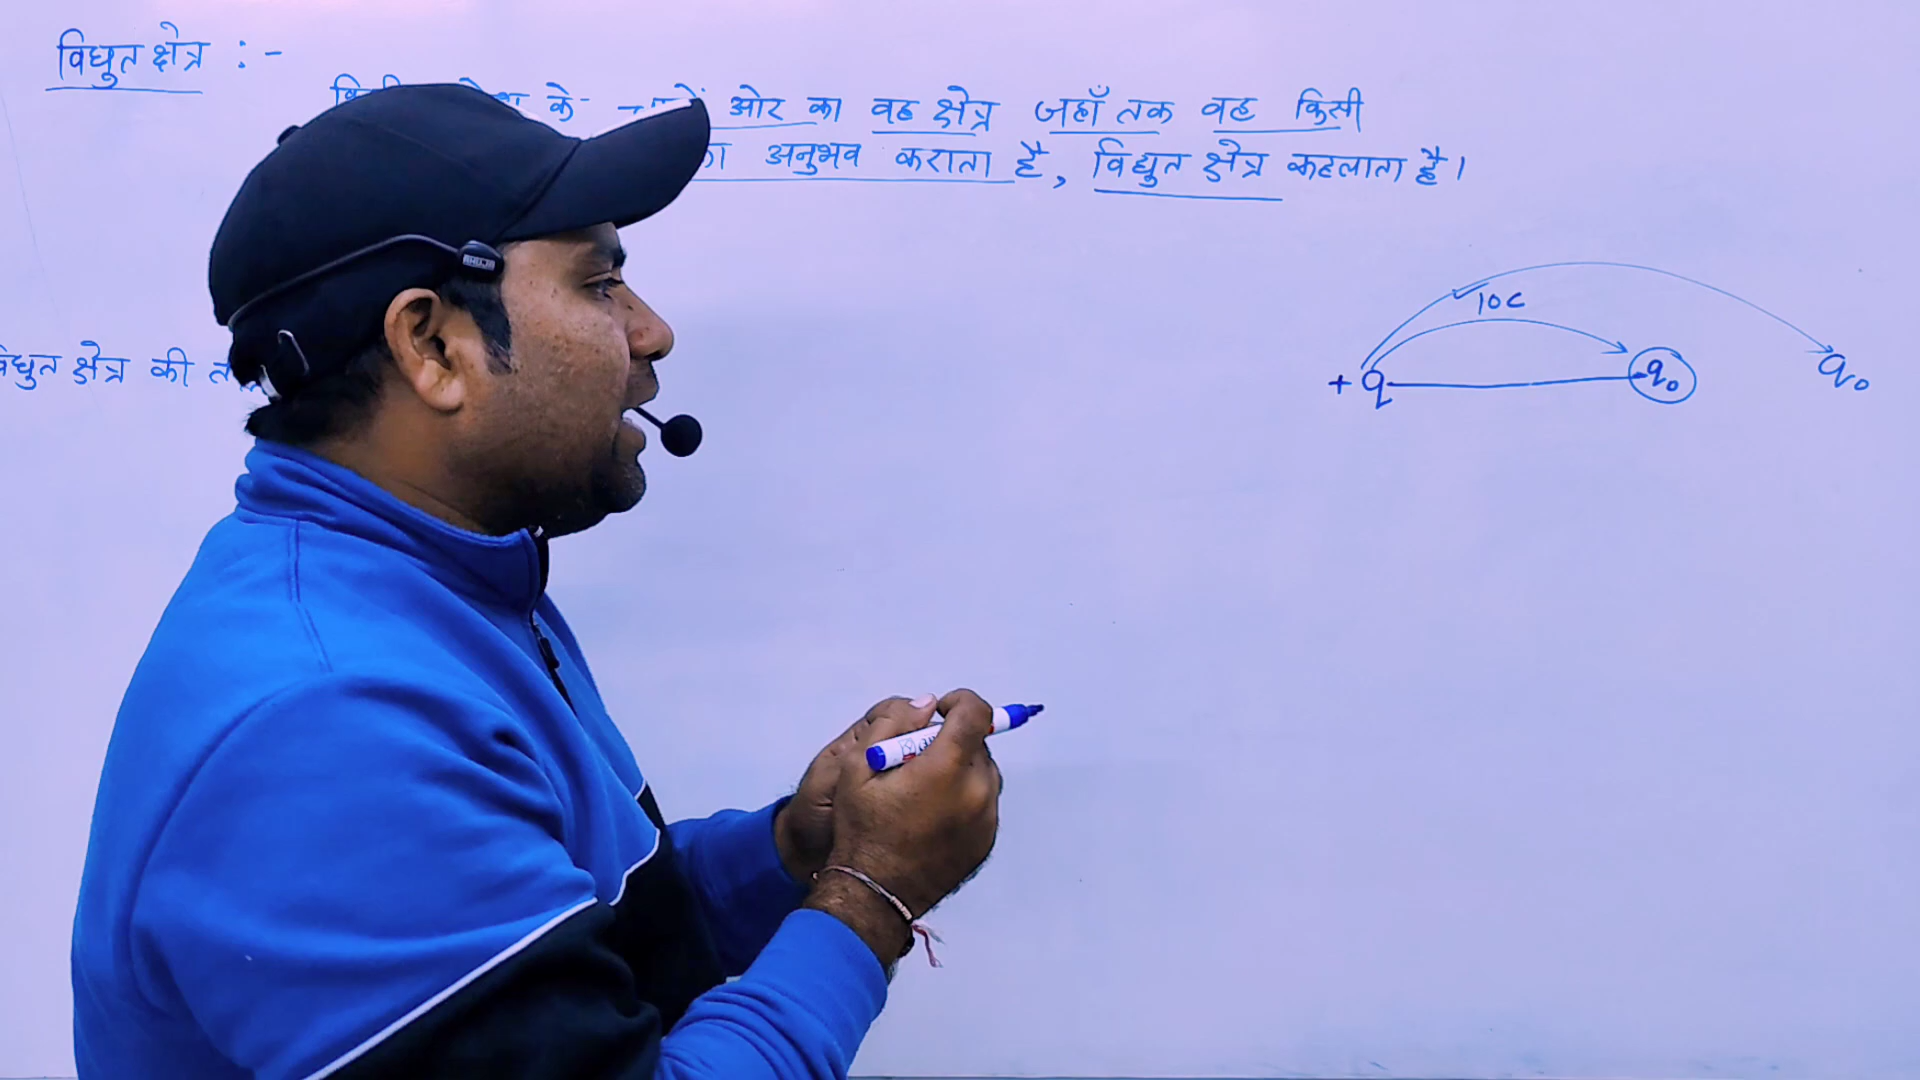 विद्युत क्षेत्र :-
के ओर का वह क्षेत्र जहाँ तक वह किसी
अनुभव कराता है, विद्युत क्षेत्र कहलाता है।
10C
विद्युत क्षेत्र की
+q q₀ q₀